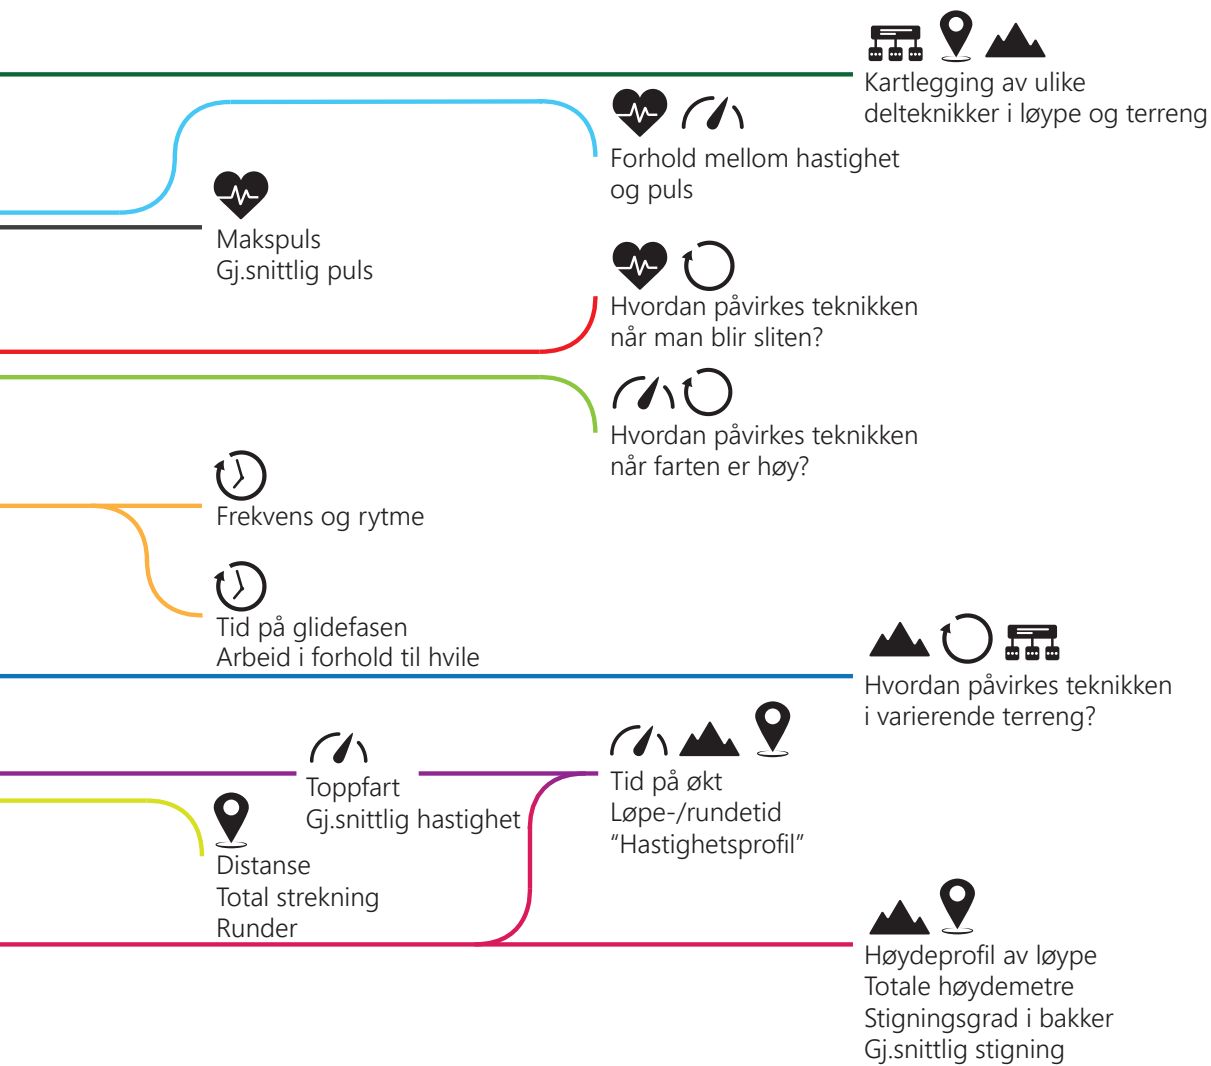 Kartlegging av ulike
delteknikker i løype og terreng
Forhold mellom hastighet
og puls
Makspuls
Gj.snittlig puls
Hvordan påvirkes teknikken
når man blir sliten?
Hvordan påvirkes teknikken
når farten er høy?
Frekvens og rytme
Tid på glidefasen
Arbeid i forhold til hvile
Hvordan påvirkes teknikken
i varierende terreng?
Toppfart
Gj.snittlig hastighet
Tid på økt
Løpe-/rundetid
“Hastighetsprofil”
Distanse
Total strekning
Runder
Høydeprofil av løype
Totale høydemetre
Stigningsgrad i bakker
Gj.snittlig stigning